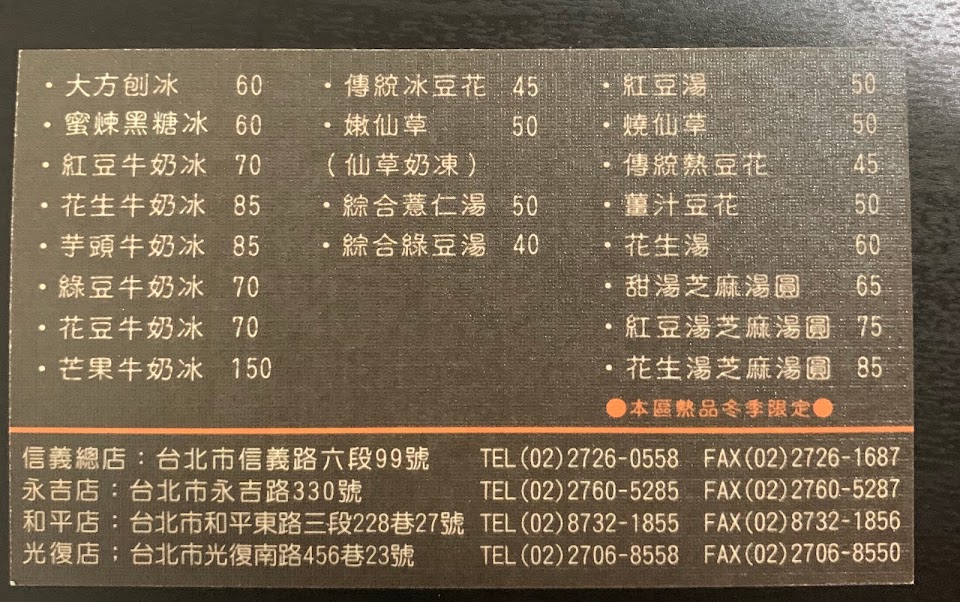 ・大方刨冰 60
・蜜煉黑糖冰 60
・紅豆牛奶冰 70
・花生牛奶冰 85
・芋頭牛奶冰 85
・綠豆牛奶冰 70
・花豆牛奶冰 70
・芒果牛奶冰 150
・傳統冰豆花 45
・嫩仙草 50
(仙草奶凍)
・綜合薏仁湯 50
・綜合綠豆湯 40
・紅豆湯 50
・燒仙草 50
・傳統熱豆花 45
・薑汁豆花 50
・花生湯 60
・甜湯芝麻湯圓 65
・紅豆湯芝麻湯圓 75
・花生湯芝麻湯圓 85
●本區熱品冬季限定●
信義總店：台北市信義路六段99號 TEL(02)2726-0558 FAX(02)2726-1687
永吉店：台北市永吉路330號 TEL(02)2760-5285 FAX(02)2760-5287
和平店：台北市和平東路三段228巷27號 TEL(02)8732-1855 FAX(02)8732-1856
光復店；台北市光復南路456巷23號 TEL(02)2706-8558 FAX(02)2706-8550